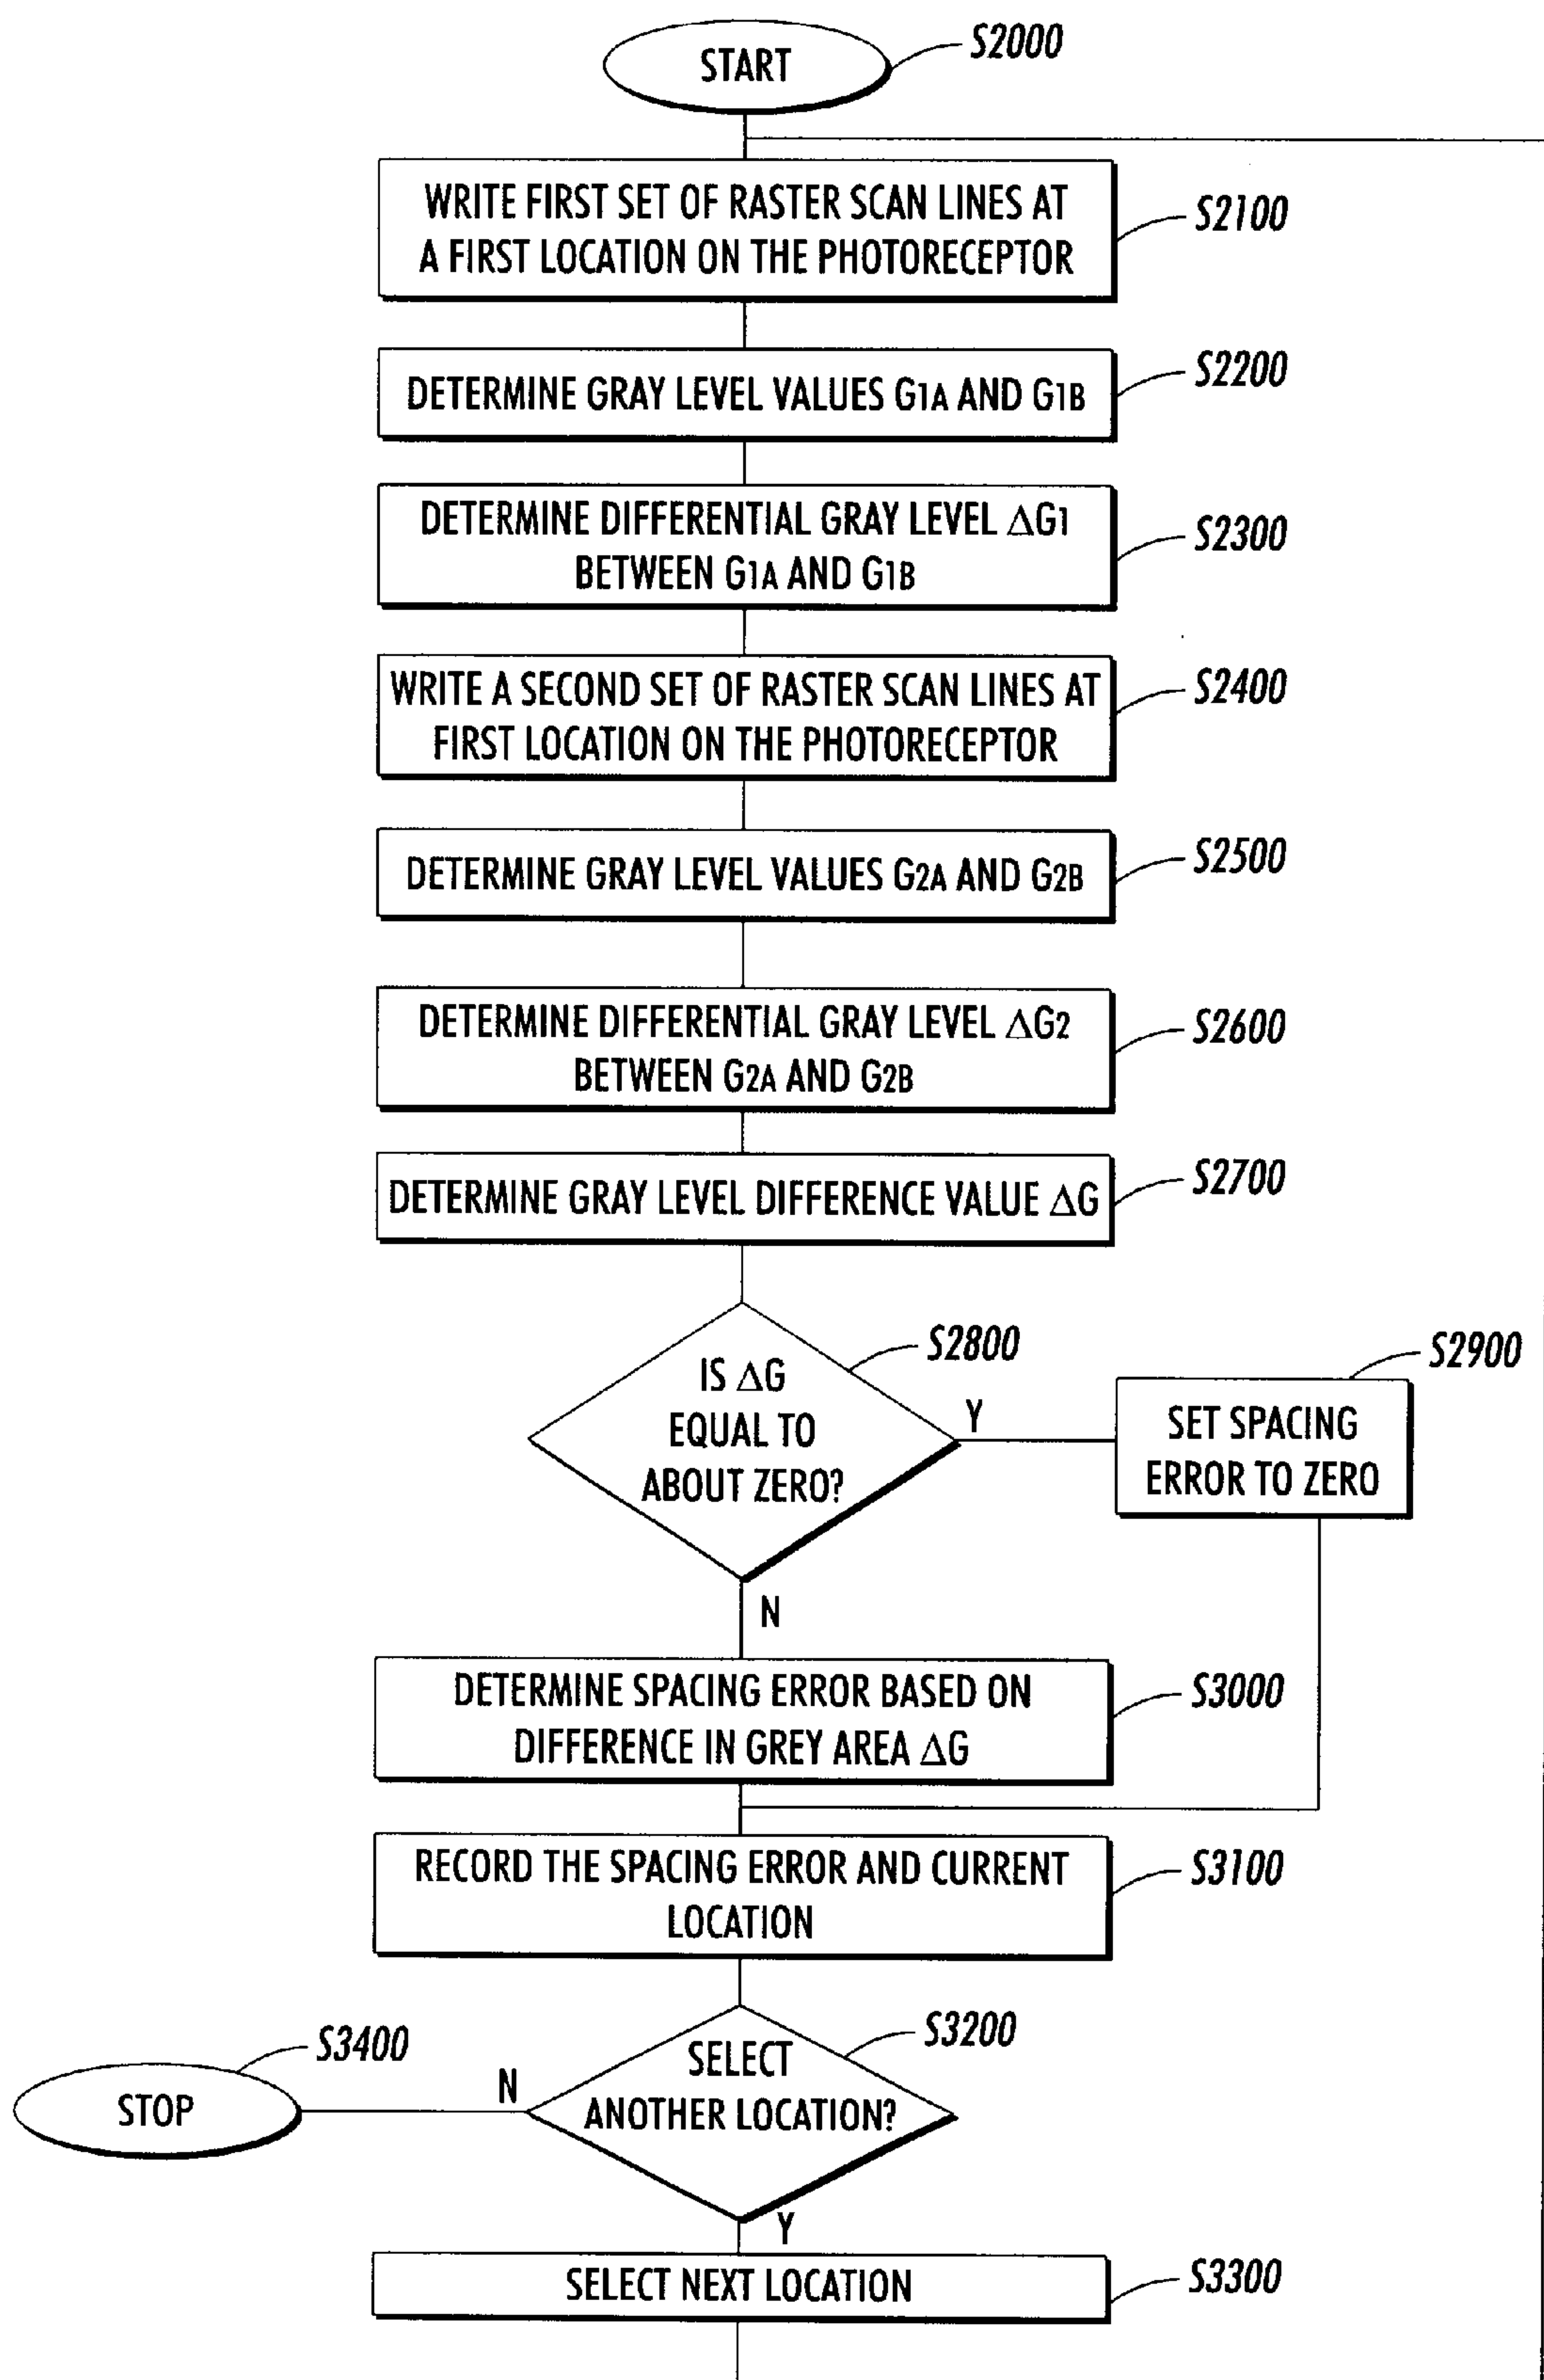 START
S2000
WRITE FIRST SET OF RASTER SCAN LINES AT
A FIRST LOCATION ON THE PHOTORECEPTOR
S2100
DETERMINE GRAY LEVEL VALUES G1A AND G1B
S2200
DETERMINE DIFFERENTIAL GRAY LEVEL ΔG1
BETWEEN G1A AND G1B
S2300
WRITE A SECOND SET OF RASTER SCAN LINES AT
FIRST LOCATION ON THE PHOTORECEPTOR
S2400
DETERMINE GRAY LEVEL VALUES G2A AND G2B
S2500
DETERMINE DIFFERENTIAL GRAY LEVEL ΔG2
BETWEEN G2A AND G2B
S2600
DETERMINE GRAY LEVEL DIFFERENCE VALUE ΔG
S2700
IS ΔG
EQUAL TO
ABOUT ZERO?
S2800
Y
S2900
SET SPACING
ERROR TO ZERO
N
DETERMINE SPACING ERROR BASED ON
DIFFERENCE IN GREY AREA ΔG
S3000
RECORD THE SPACING ERROR AND CURRENT
LOCATION
S3100
SELECT
ANOTHER LOCATION?
S3200
N
S3400
STOP
Y
SELECT NEXT LOCATION
S3300